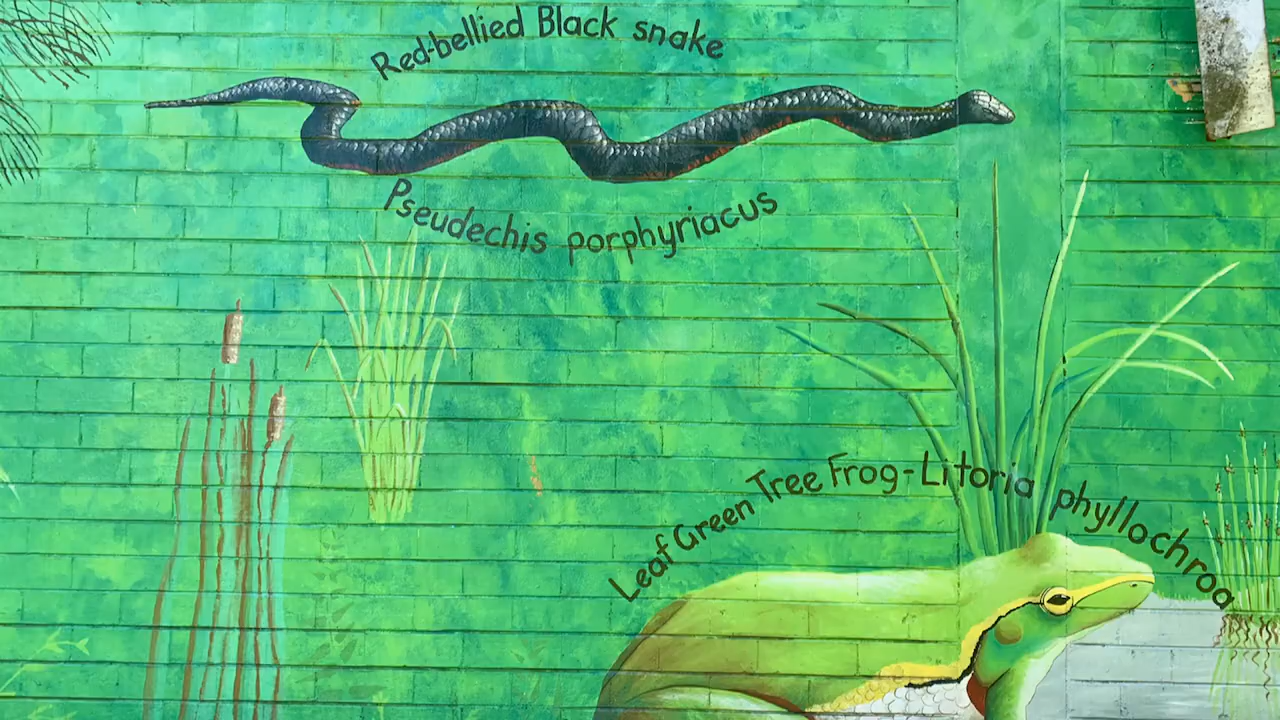 Red-bellied Black snake
Pseudechis porphyriacus
Leaf Green Tree Frog-Litoria phyllochroa